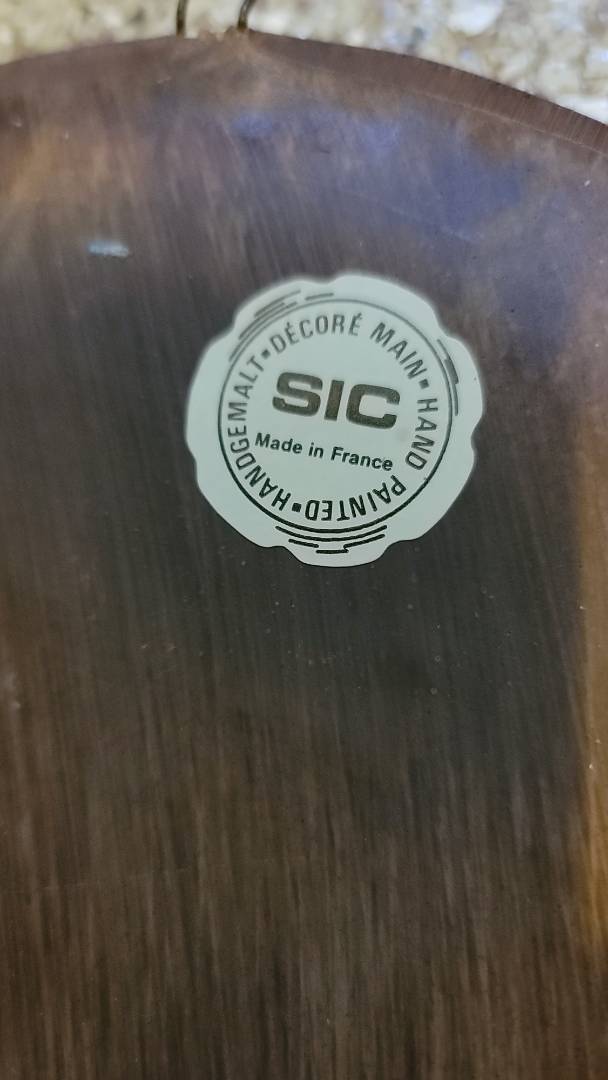 DÉCORÉ MAIN ▪ HAND PAINTED ▪ HANDGEMALT ▪
SIC
Made in France